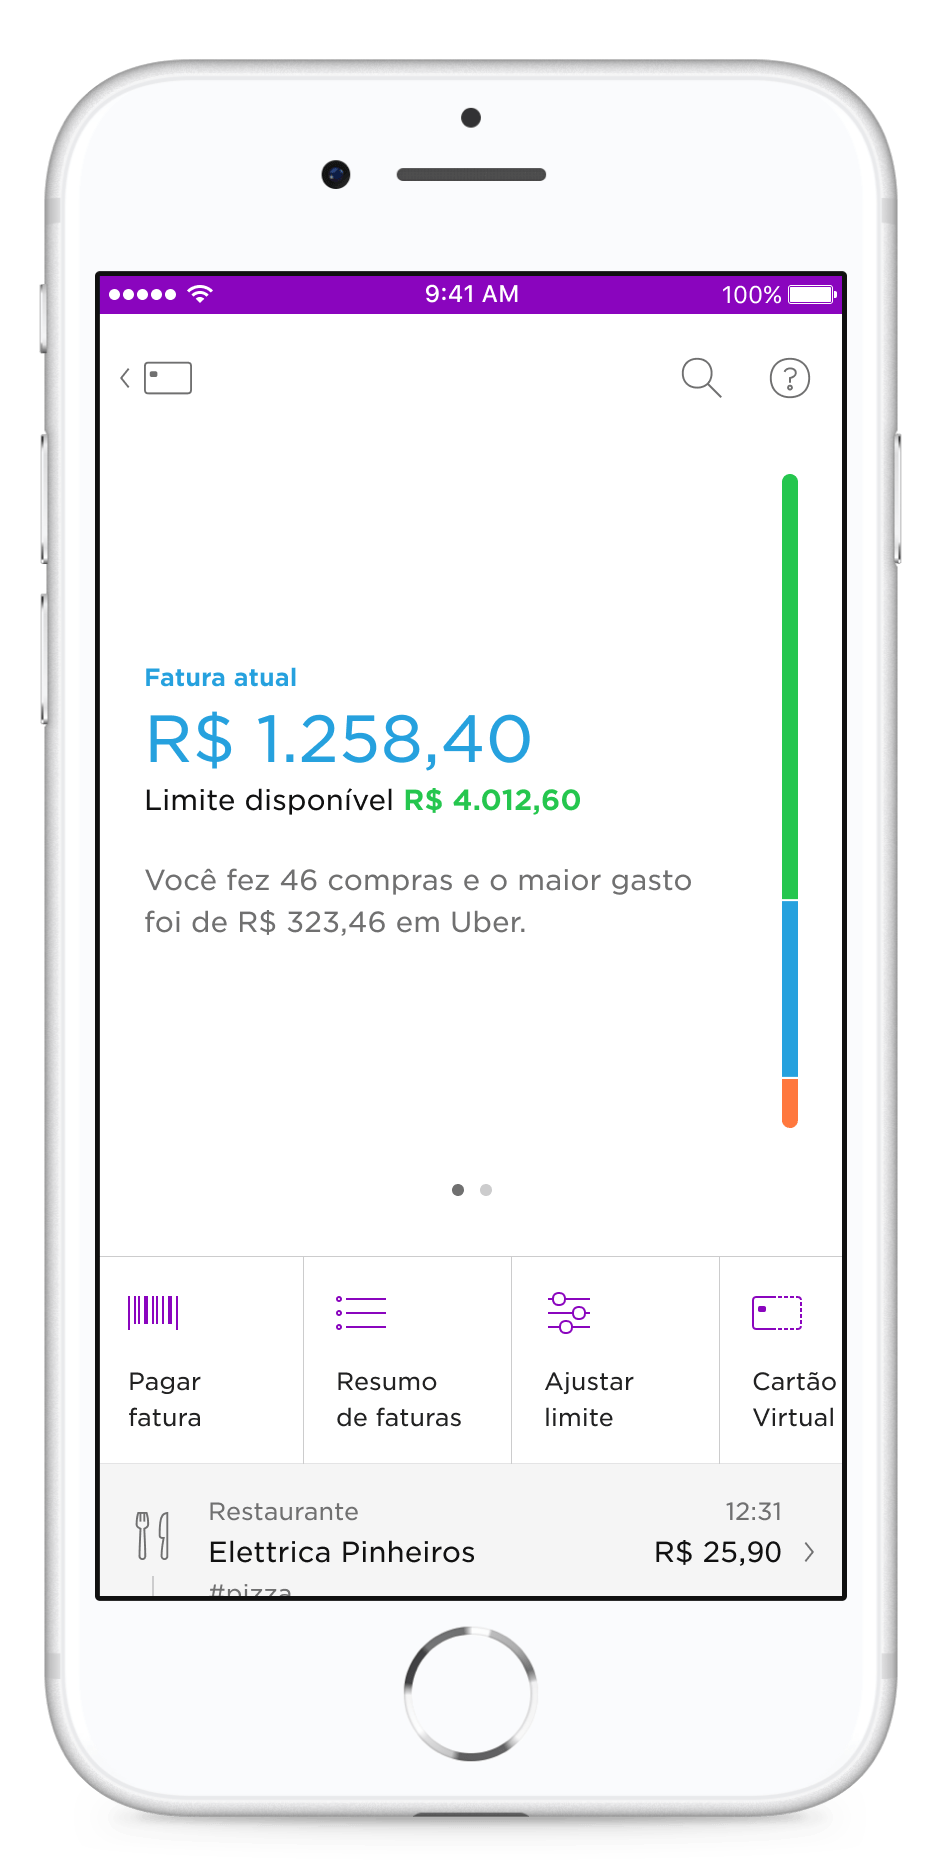 9:41 AM
100%
?
Fatura atual
R$ 1.258,40
Limite disponível R$ 4.012,60
Você fez 46 compras e o maior gasto
foi de R$ 323,46 em Uber.
Pagar
fatura
Resumo
de faturas
Ajustar
limite
Cartão
Virtual
Restaurante
12:31
Elettrica Pinheiros
R$ 25,90
#pizza